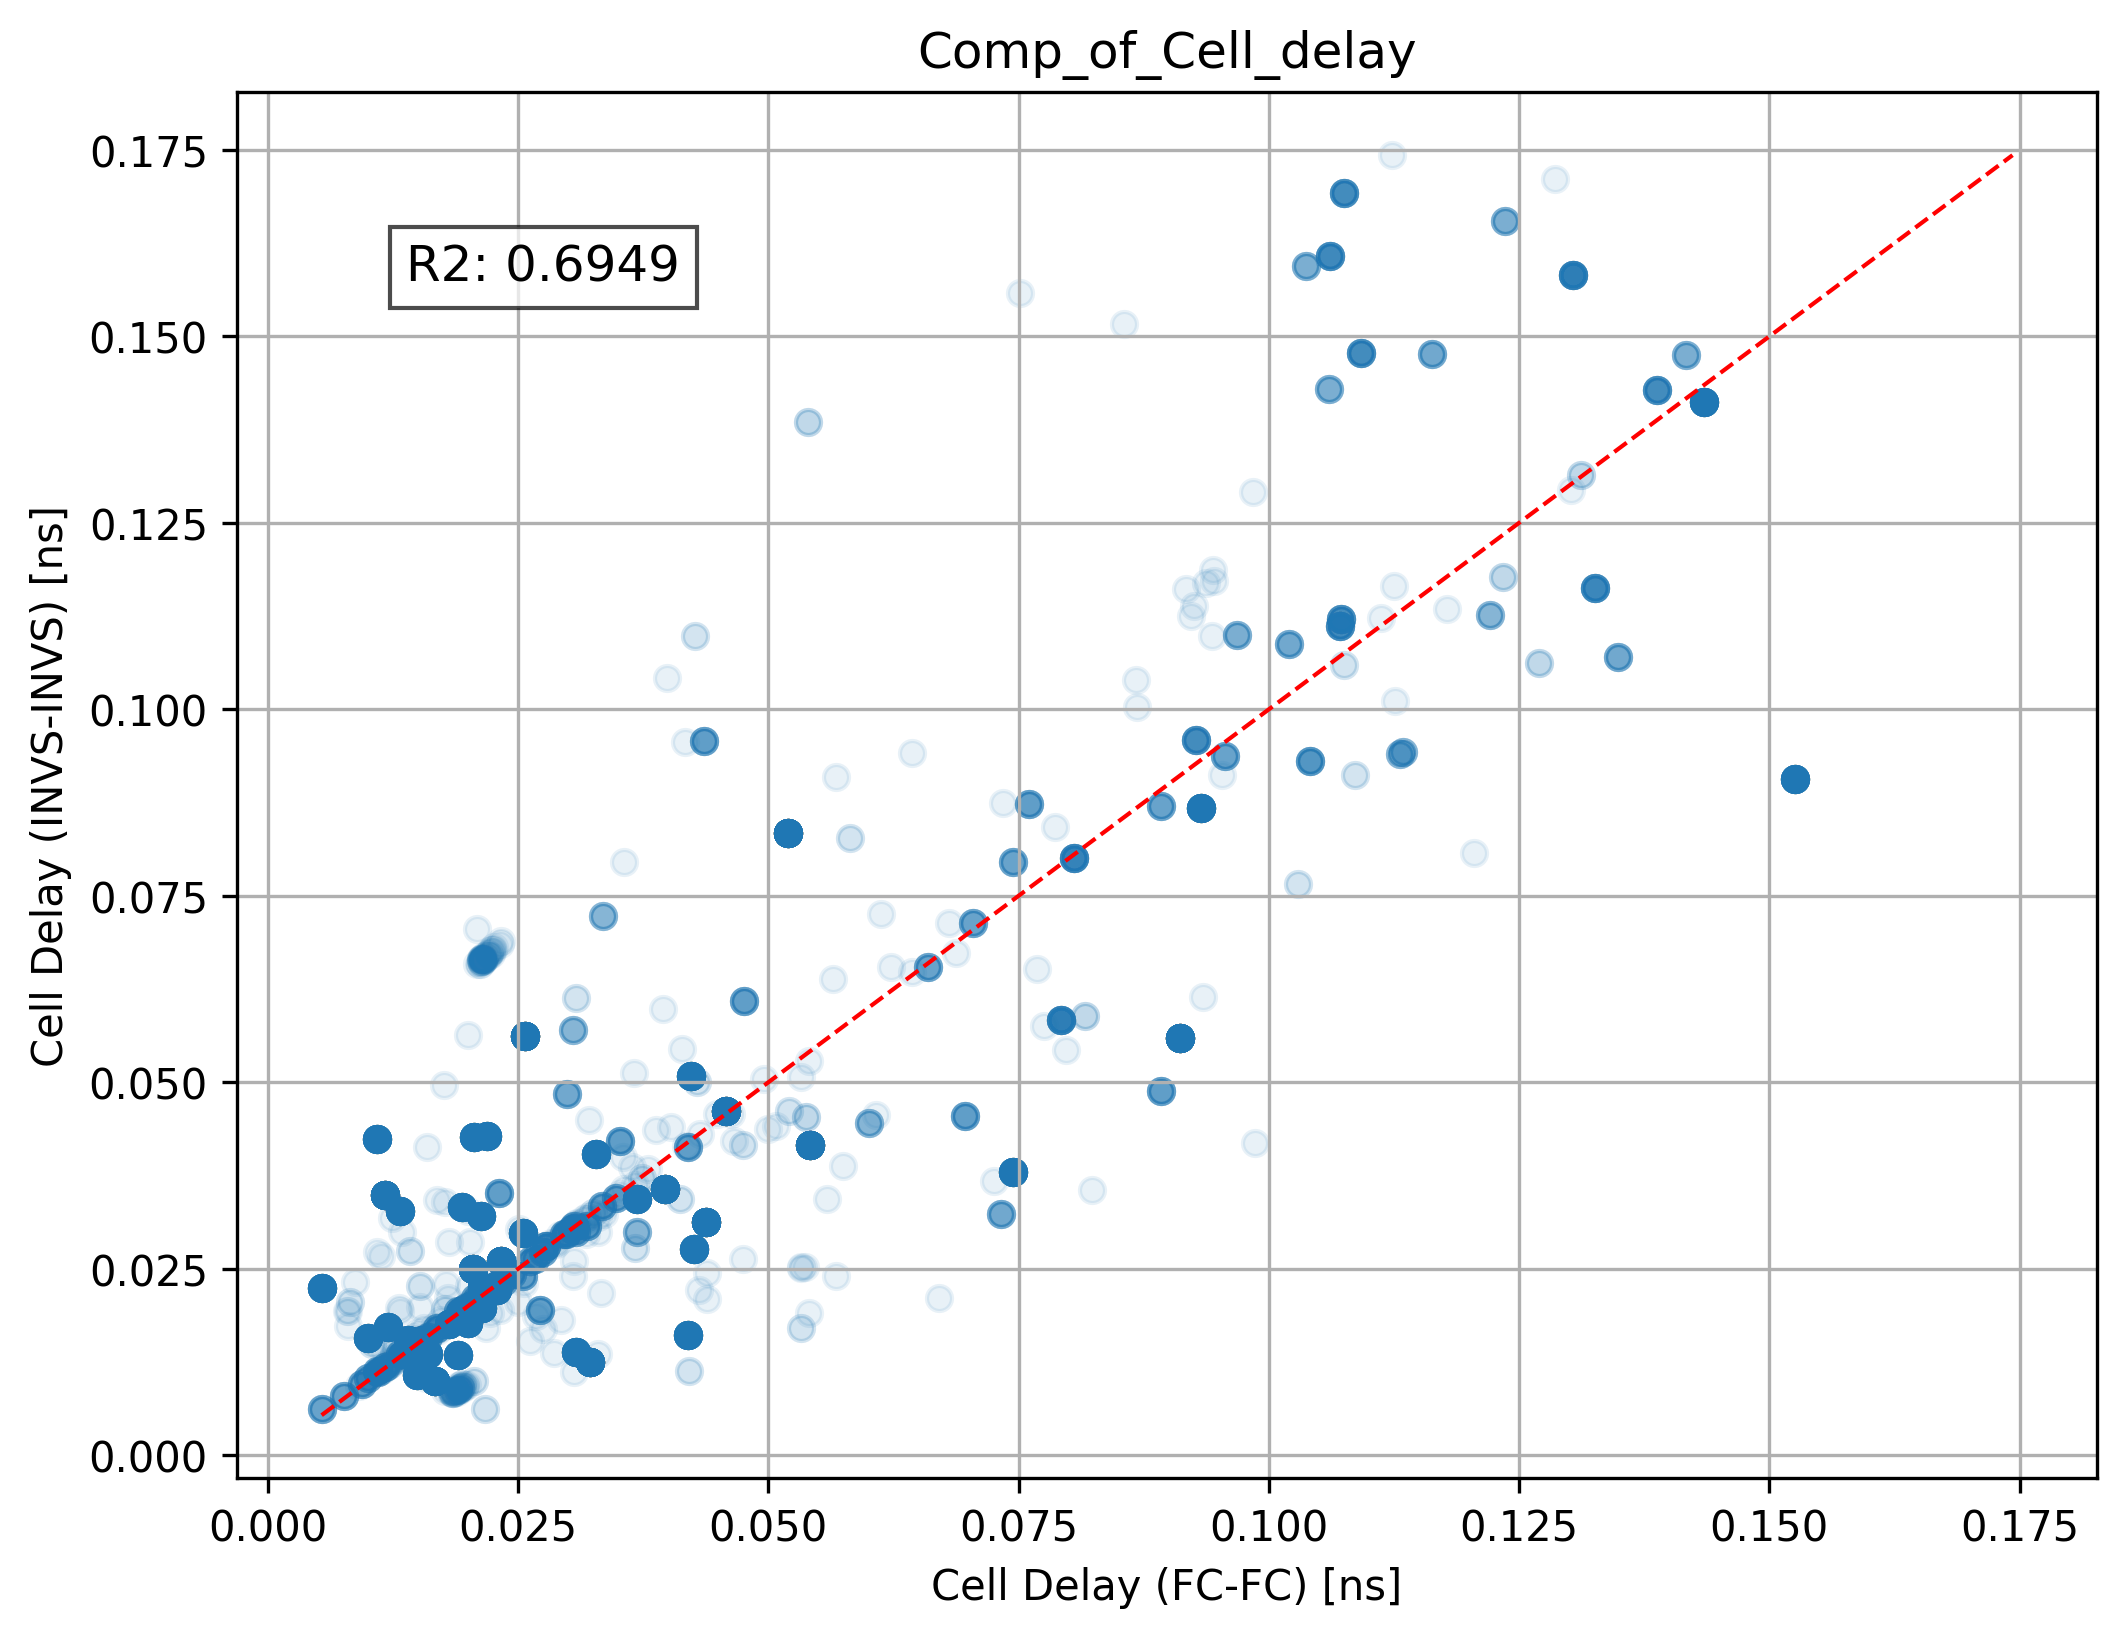 Comp_of_Cell_delay
R2: 0.6949
Cell Delay (INVS-INVS) [ns]
0.175
0.150
0.125
0.100
0.075
0.050
0.025
0.000
0.000 0.025 0.050 0.075 0.100 0.125 0.150 0.175
Cell Delay (FC-FC) [ns]